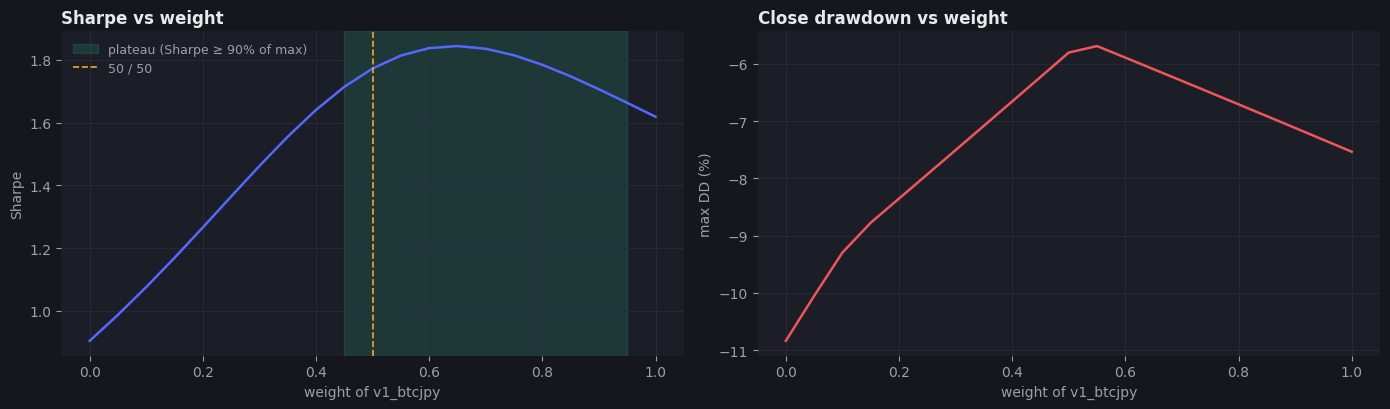 Sharpe vs weight
plateau (Sharpe ≥ 90% of max)
50 / 50
1.8
1.6
1.4
1.2
1.0
Sharpe
0.0 0.2 0.4 0.6 0.8 1.0
weight of v1_btcjpy
Close drawdown vs weight
−6
−7
−8
−9
−10
−11
max DD (%)
0.0 0.2 0.4 0.6 0.8 1.0
weight of v1_btcjpy